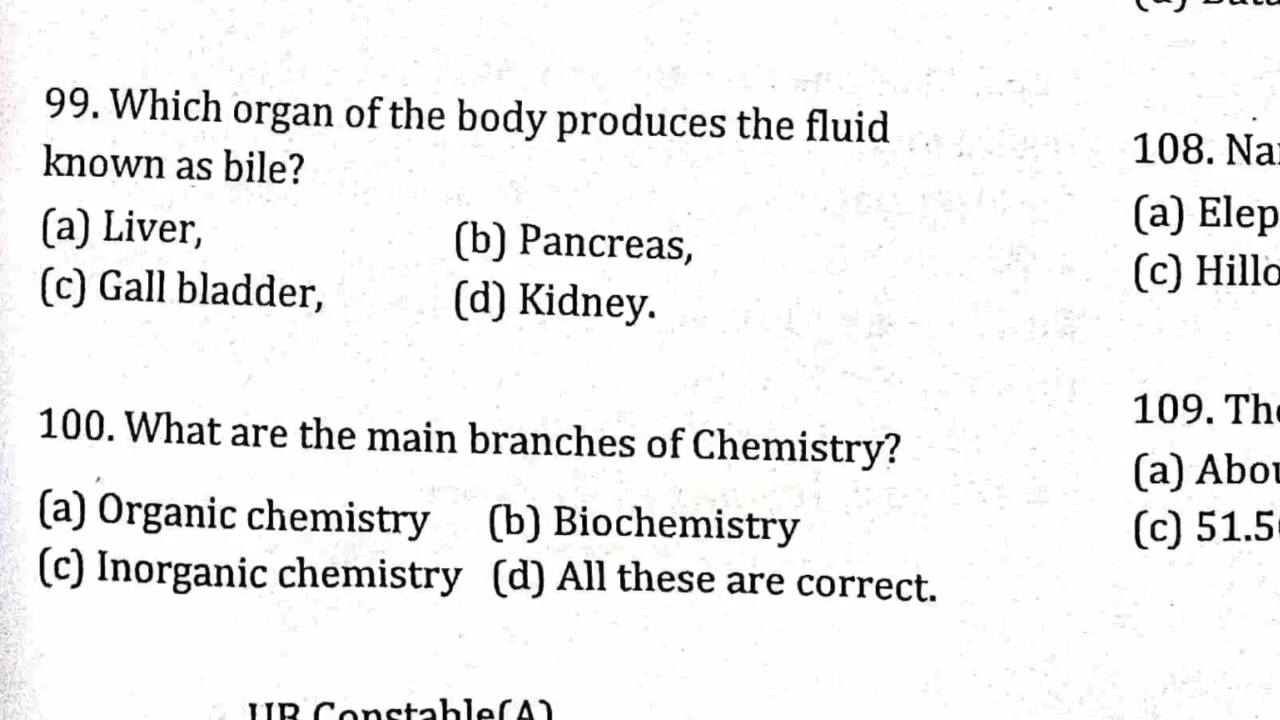 99. Which organ of the body produces the fluid
known as bile?
(a) Liver, (b) Pancreas,
(c) Gall bladder, (d) Kidney.
100. What are the main branches of Chemistry?
(a) Organic chemistry (b) Biochemistry
(c) Inorganic chemistry (d) All these are correct.
Constable(A)
108.
(a)
(c)
109.
(a)
(c)